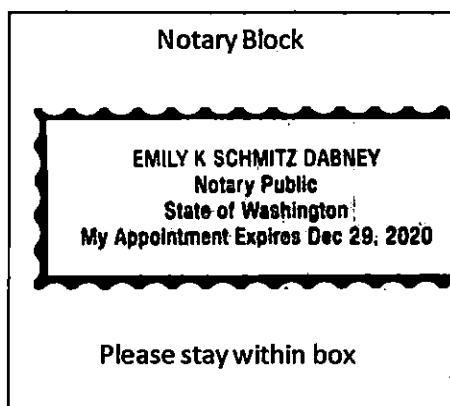 Notary Block
EMILY K SCHMITZ DABNEY
Notary Public
State of Washington
My Appointment Expires Dec 29, 2020
Please stay within box